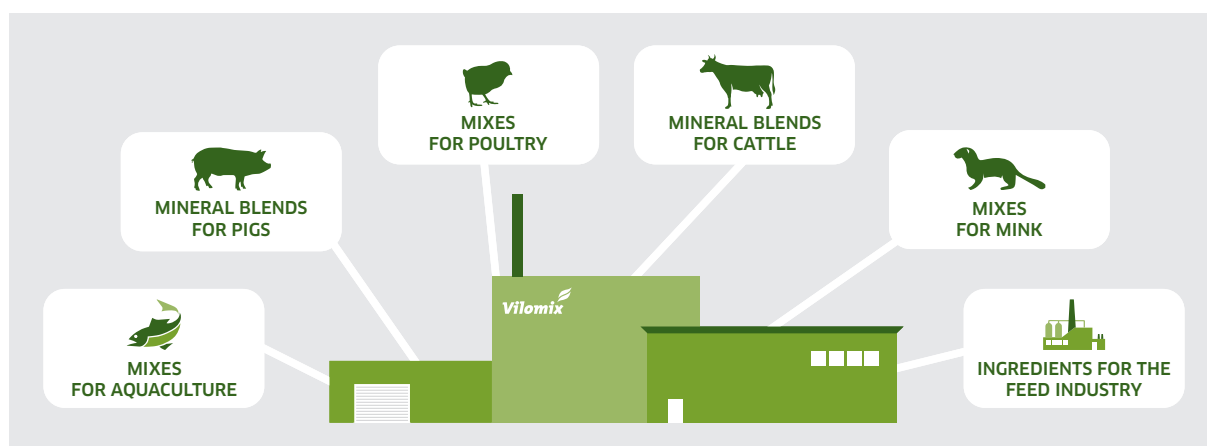 MIXES
FOR POULTRY
MINERAL BLENDS
FOR CATTLE
MINERAL BLENDS
FOR PIGS
MIXES
FOR MINK
Vilomix
MIXES
FOR AQUACULTURE
INGREDIENTS FOR THE
FEED INDUSTRY